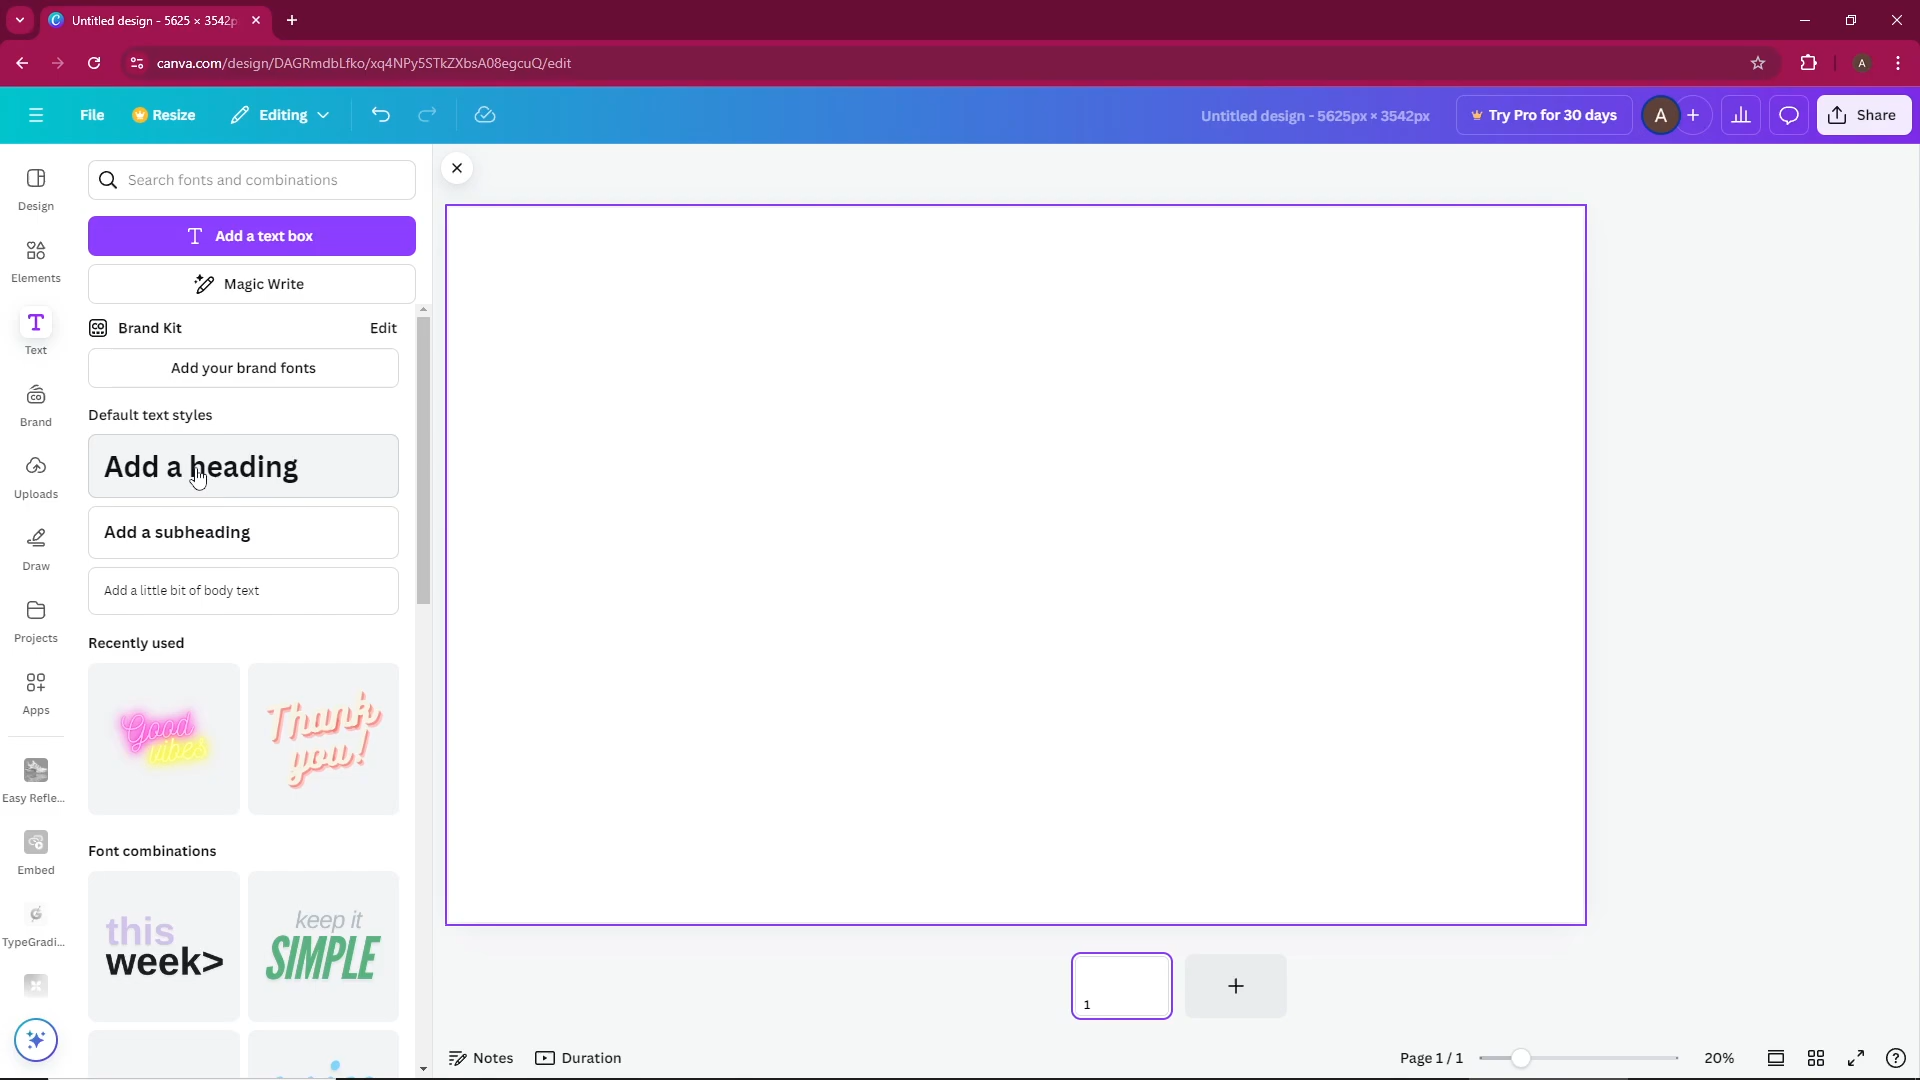 Untitled design - 5625 × 3542p
canva.com/design/DAGRmdbLfko/xq4NPy5STkZXbsA08egcuQ/edit
A
File
Resize
Editing
Untitled design - 5625px × 3542px
Try Pro for 30 days
A
Share
Design
Elements
Text
Brand
Uploads
Draw
Projects
Apps
Easy Refle...
Embed
TypeGradi...
Search fonts and combinations
Add a text box
Magic Write
Brand Kit
Edit
Add your brand fonts
Default text styles
Add a heading
Add a subheading
Add a little bit of body text
Recently used
Good
vibes
Thank
you!
Font combinations
this
week>
keep it
SIMPLE
1
Notes
Duration
Page 1 / 1
20%